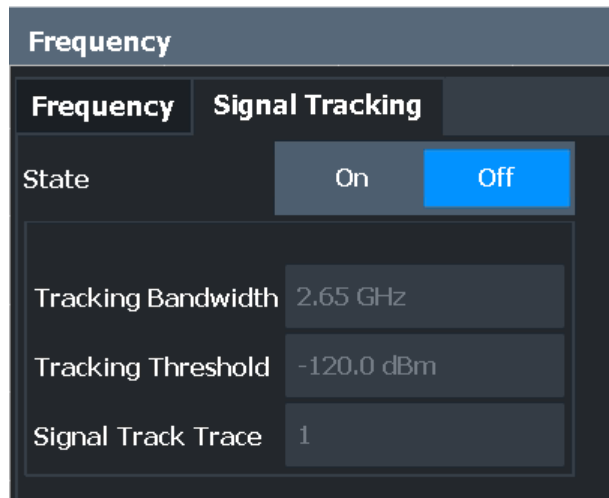 Frequency
Frequency Signal Tracking
State On Off
Tracking Bandwidth 2.65 GHz
Tracking Threshold -120.0 dBm
Signal Track Trace 1